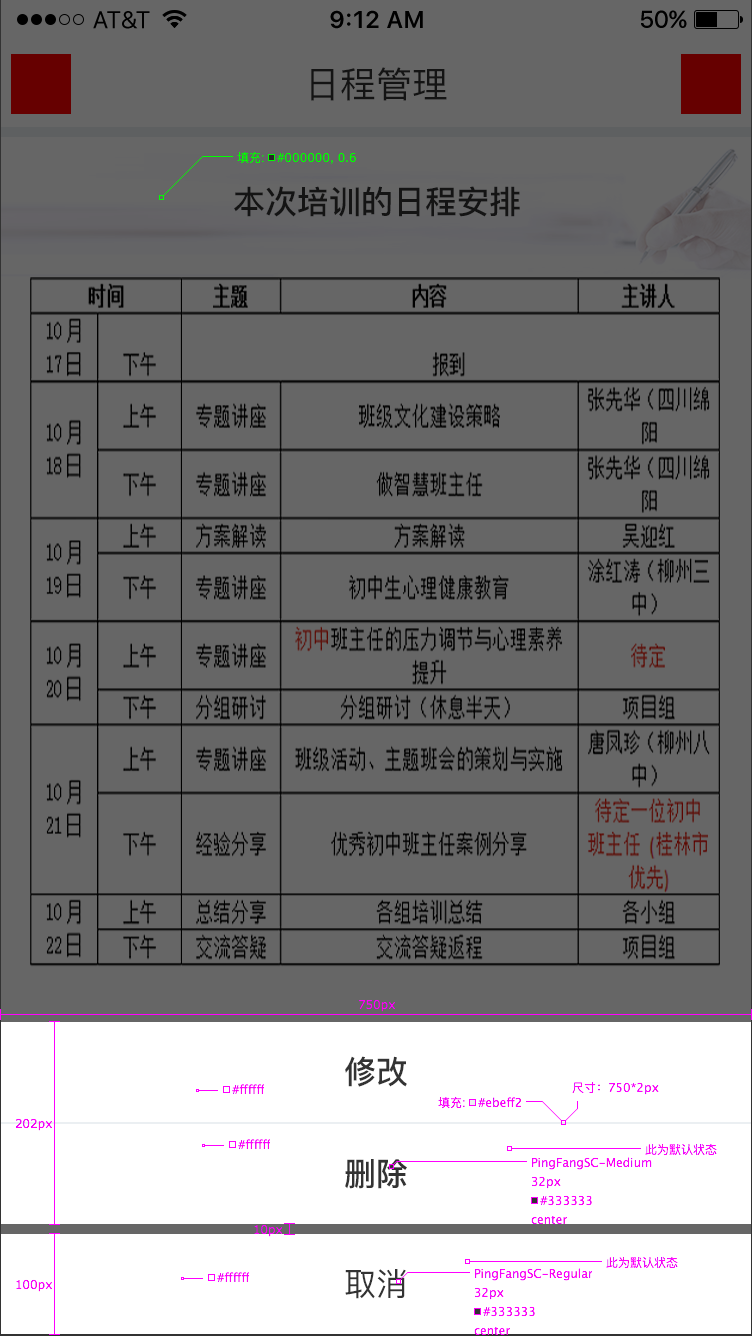 AT&T 9:12 AM 50%
日程管理
填充: #000000, 0.6
本次培训的日程安排
时间 主题 内容 主讲人
10月17日 下午 报到
10月18日 上午 专题讲座 班级文化建设策略 张先华（四川绵阳
下午 专题讲座 做智慧班主任 张先华（四川绵阳
10月19日 上午 方案解读 方案解读 吴迎红
下午 专题讲座 初中生心理健康教育 涂红涛（柳州三中）
10月20日 上午 专题讲座 初中班主任的压力调节与心理素养提升 待定
下午 分组研讨 分组研讨（休息半天） 项目组
10月21日 上午 专题讲座 班级活动、主题班会的策划与实施 唐凤珍（柳州八中）
下午 经验分享 优秀初中班主任案例分享 待定一位初中班主任 (桂林市优先)
10月22日 上午 总结分享 各组培训总结 各小组
下午 交流答疑 交流答疑返程 项目组
修改
#ffffff
尺寸: 750*2px
填充: #ebeff2
202px
#ffffff
此为默认状态
删除
PingFangSC-Medium
32px
#333333
center
此为默认状态
#ffffff
取消
PingFangSC-Regular
100px
32px
#333333
center